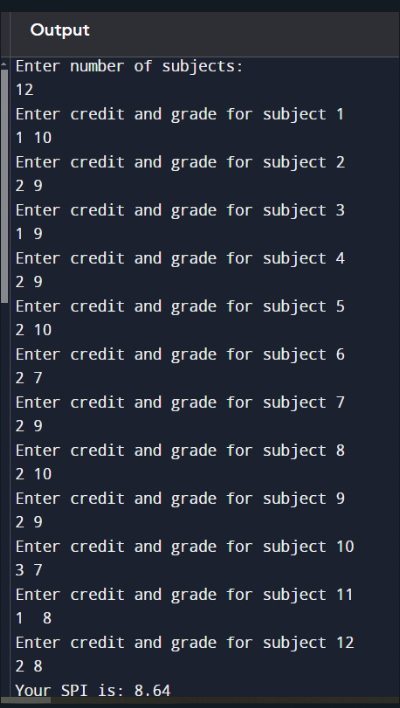 Output
Enter number of subjects:
12
Enter credit and grade for subject 1
1 10
Enter credit and grade for subject 2
2 9
Enter credit and grade for subject 3
1 9
Enter credit and grade for subject 4
2 9
Enter credit and grade for subject 5
2 10
Enter credit and grade for subject 6
2 7
Enter credit and grade for subject 7
2 9
Enter credit and grade for subject 8
2 10
Enter credit and grade for subject 9
2 9
Enter credit and grade for subject 10
3 7
Enter credit and grade for subject 11
1  8
Enter credit and grade for subject 12
2 8
Your SPI is: 8.64